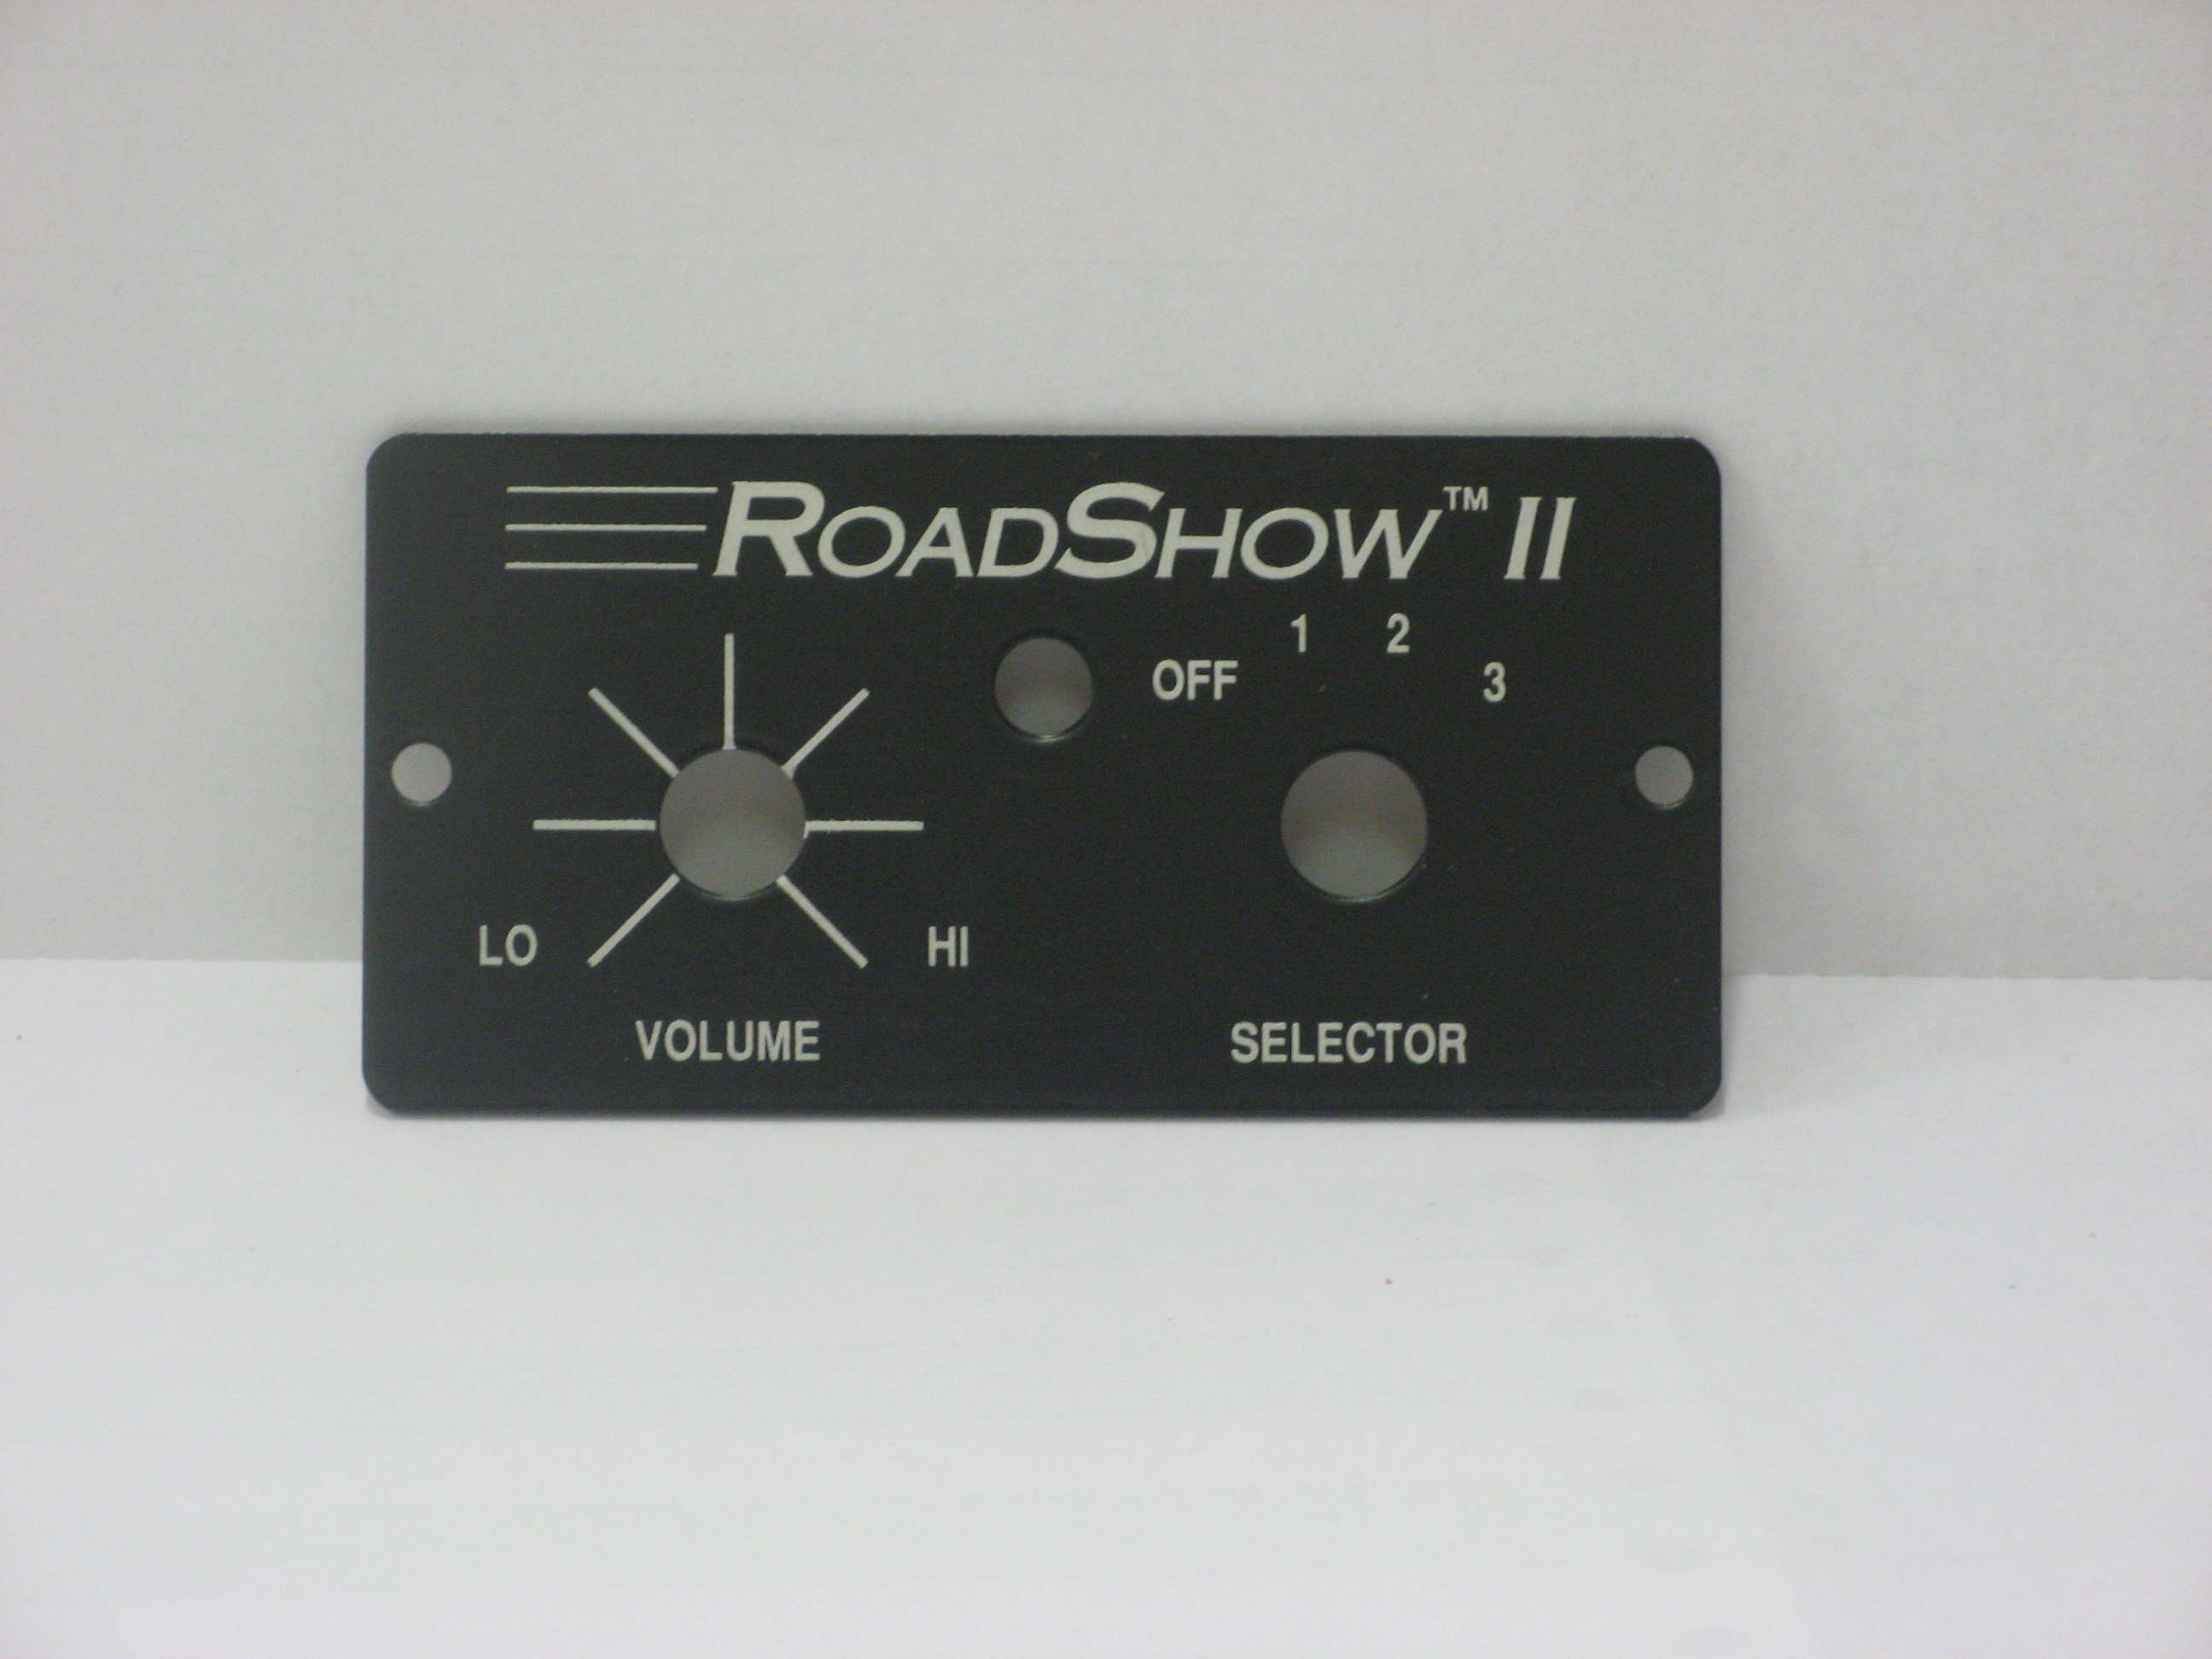 ROADSHOW™ II
1 2
OFF 3
LO HI
VOLUME SELECTOR